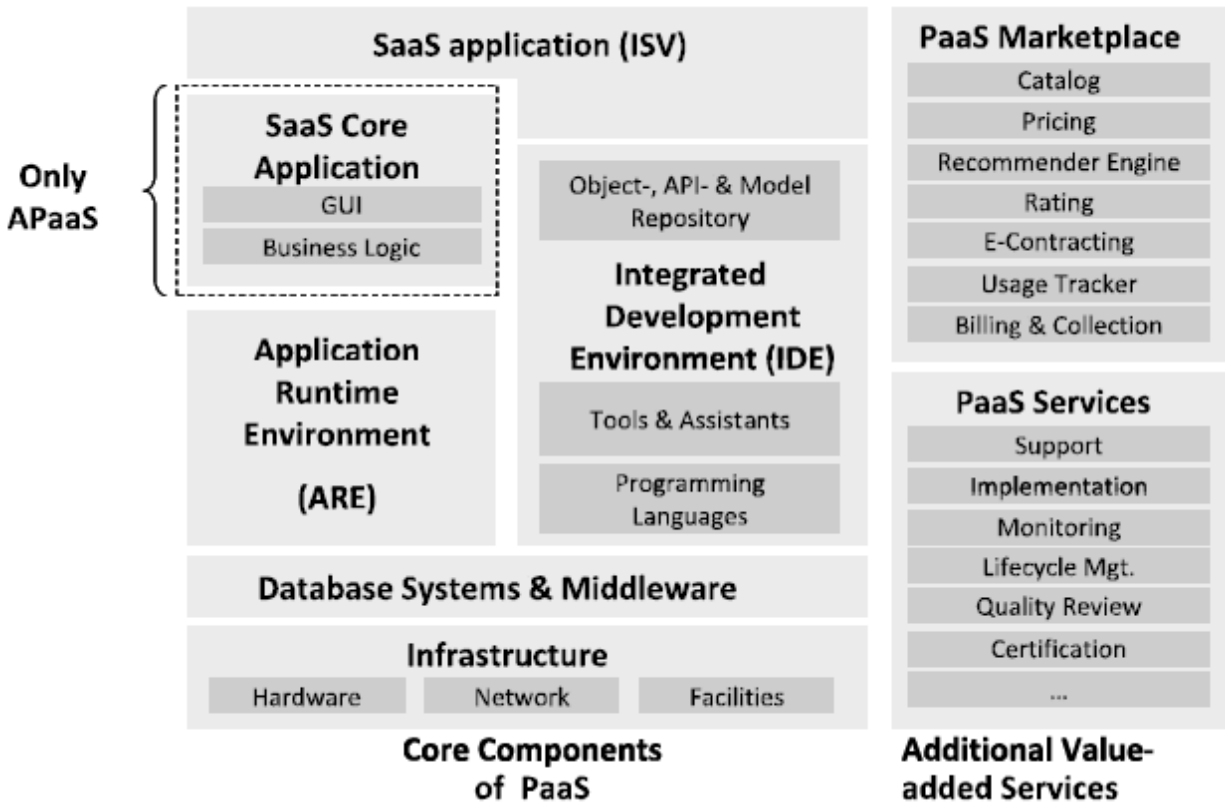 SaaS application (ISV)
Only
APaaS
SaaS Core
Application
GUI
Business Logic
Application
Runtime
Environment
(ARE)
Object-, API- & Model
Repository
Integrated
Development
Environment (IDE)
Tools & Assistants
Programming
Languages
Database Systems & Middleware
Infrastructure
Hardware
Network
Facilities
Core Components
of PaaS
PaaS Marketplace
Catalog
Pricing
Recommender Engine
Rating
E-Contracting
Usage Tracker
Billing & Collection
PaaS Services
Support
Implementation
Monitoring
Lifecycle Mgt.
Quality Review
Certification
...
Additional Value-
added Services